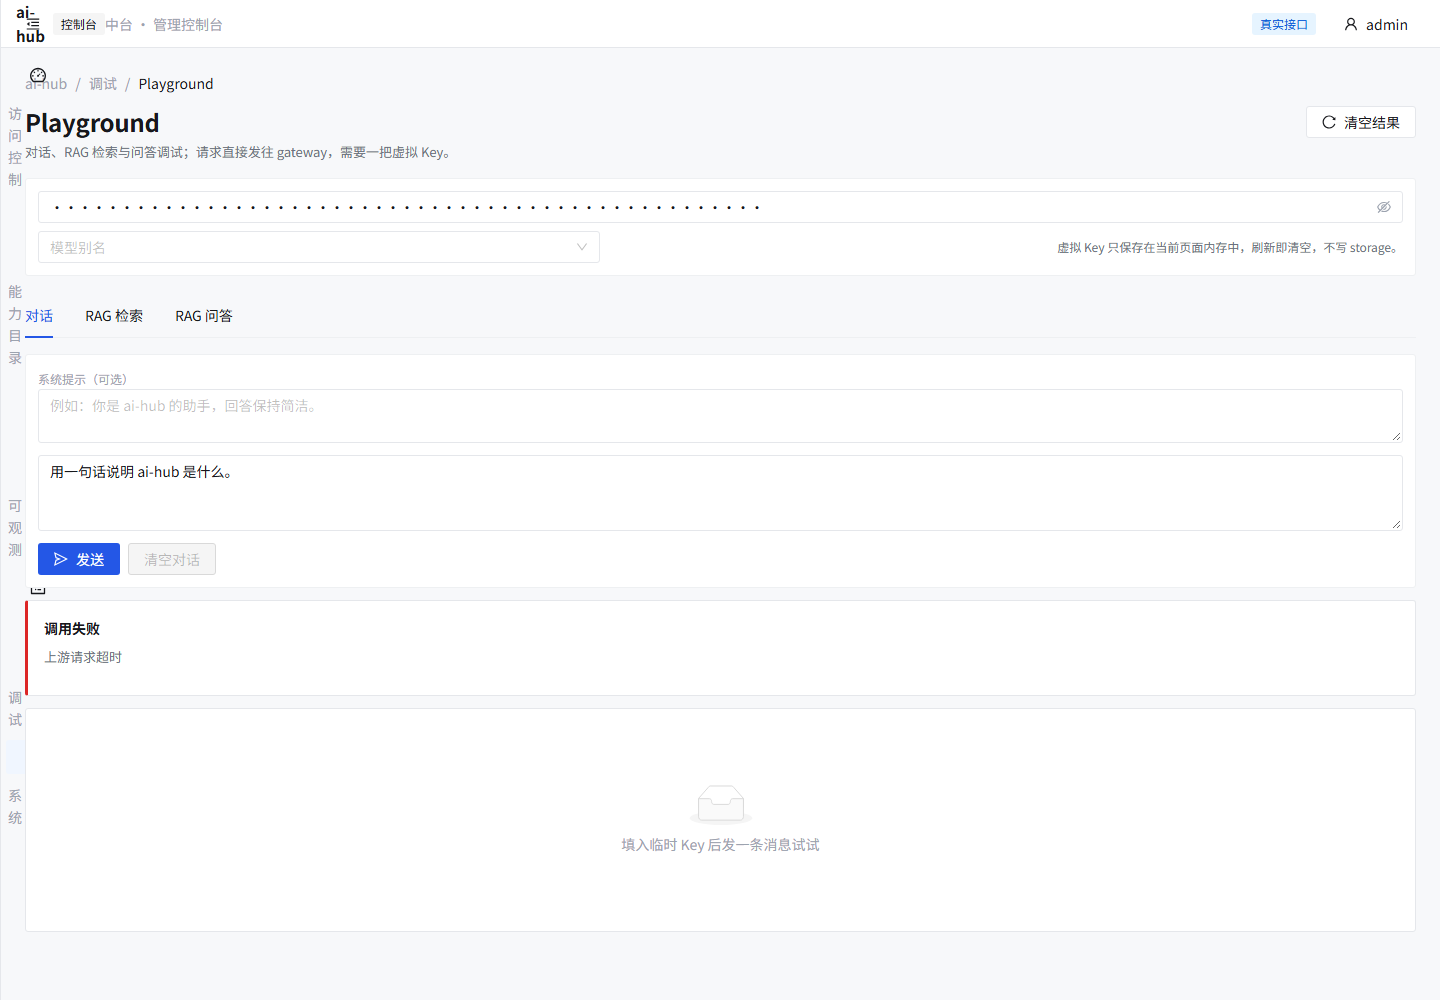 ai-
hub
控制台
中台 · 管理控制台
真实接口
admin
ai-hub / 调试 / Playground
访问控制
能力目录
可观测
调试
系统
Playground
清空结果
对话、RAG 检索与问答调试；请求直接发往 gateway，需要一把虚拟 Key。
模型别名
虚拟 Key 只保存在当前页面内存中，刷新即清空，不写 storage。
对话
RAG 检索
RAG 问答
系统提示（可选）
例如：你是 ai-hub 的助手，回答保持简洁。
用一句话说明 ai-hub 是什么。
发送
清空对话
调用失败
上游请求超时
填入临时 Key 后发一条消息试试